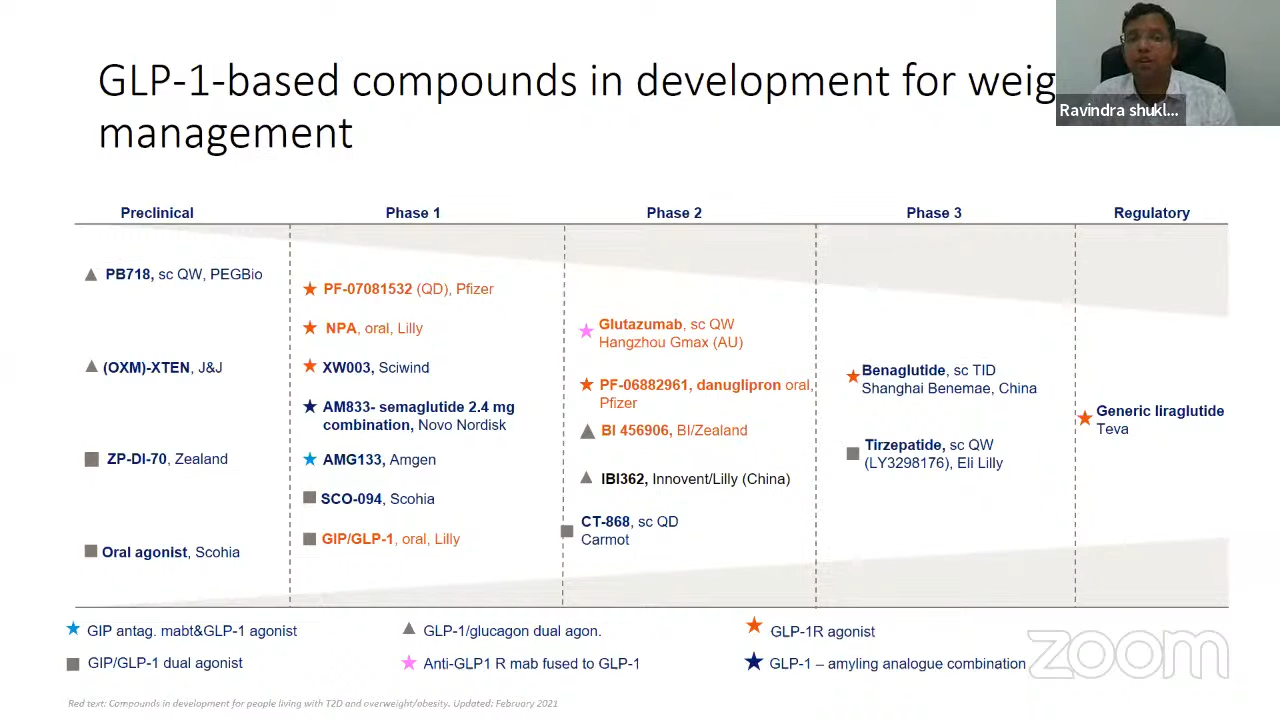 GLP-1-based compounds in development for weig
management
Ravindra shukl...
Preclinical
Phase 1
Phase 2
Phase 3
Regulatory
PB718, sc QW, PEGBio
(OXM)-XTEN, J&J
ZP-DI-70, Zealand
Oral agonist, Scohia
PF-07081532 (QD), Pfizer
NPA, oral, Lilly
XW003, Sciwind
AM833- semaglutide 2.4 mg
combination, Novo Nordisk
AMG133, Amgen
SCO-094, Scohia
GIP/GLP-1, oral, Lilly
Glutazumab, sc QW
Hangzhou Gmax (AU)
PF-06882961, danuglipron oral,
Pfizer
BI 456906, BI/Zealand
IBI362, Innovent/Lilly (China)
CT-868, sc QD
Carmot
Benaglutide, sc TID
Shanghai Benemae, China
Tirzepatide, sc QW
(LY3298176), Eli Lilly
Generic liraglutide
Teva
GIP antag. mabt&GLP-1 agonist
GLP-1/glucagon dual agon.
GLP-1R agonist
GIP/GLP-1 dual agonist
Anti-GLP1 R mab fused to GLP-1
GLP-1 – amyling analogue combination
zoom
Red text: Compounds in development for people living with T2D and overweight/obesity. Updated: February 2021